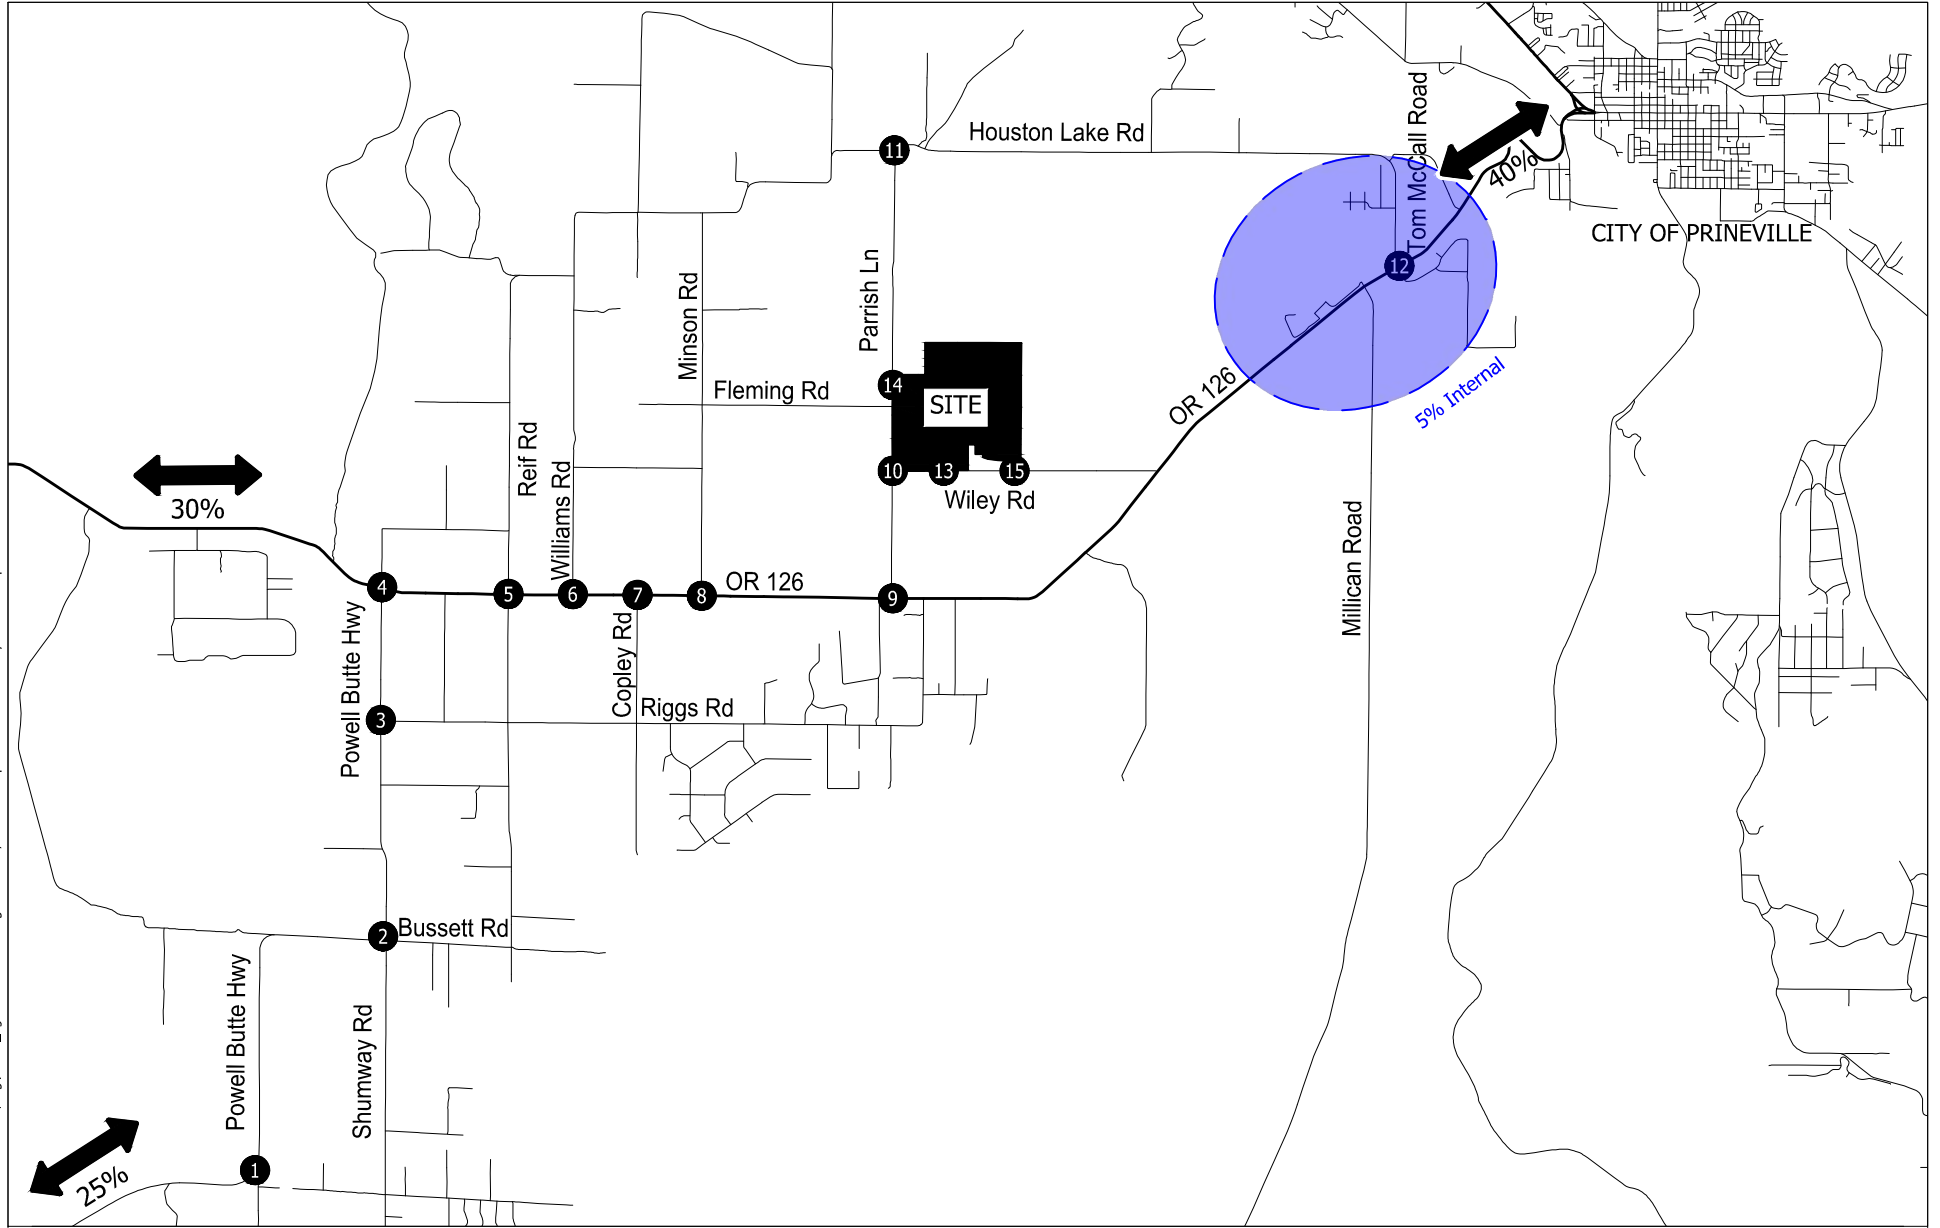 Houston Lake Rd
11
Tom McCall Road
40%
CITY OF PRINEVILLE
12
Parrish Ln
Minson Rd
14
Fleming Rd
SITE
OR 126
5% Internal
Reif Rd
Williams Rd
10
13
15
Wiley Rd
30%
Millican Road
4
5
6
7
8
OR 126
9
Powell Butte Hwy
Copley Rd
3
Riggs Rd
2
Bussett Rd
Powell Butte Hwy
Shumway Rd
1
25%